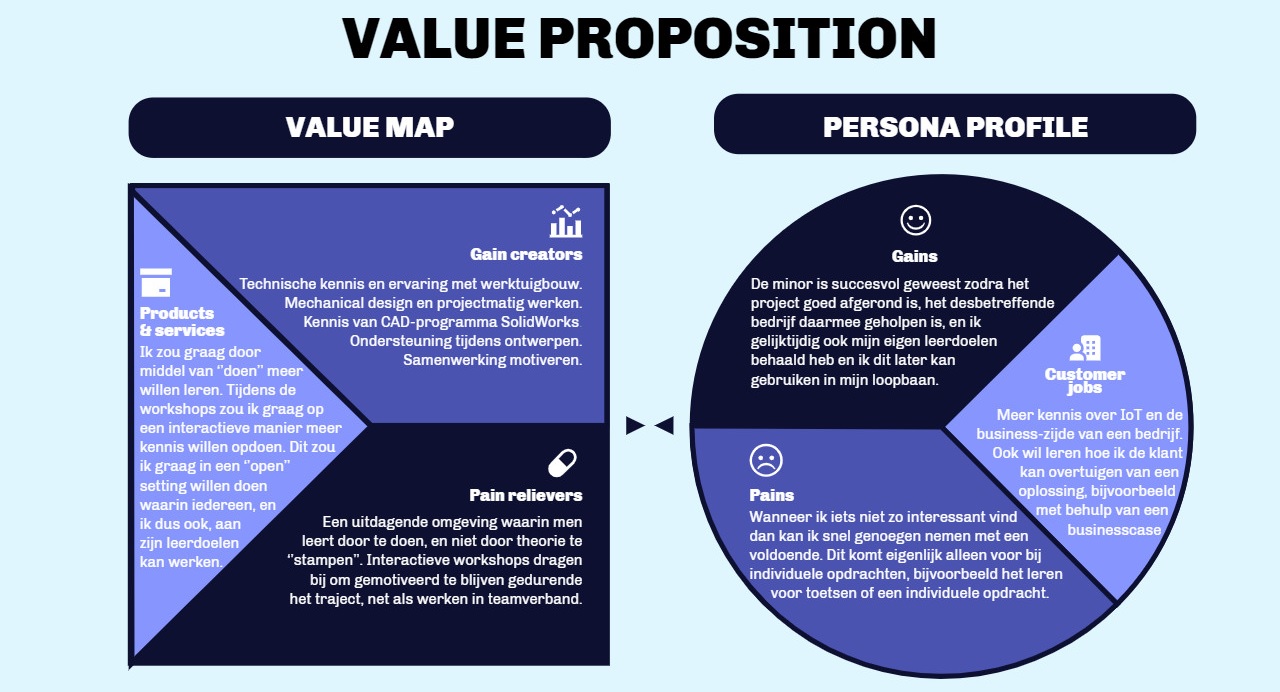 VALUE PROPOSITION
VALUE MAP
Gain creators
Technische kennis en ervaring met werktuigbouw.
Mechanical design en projectmatig werken.
Kennis van CAD-programma SolidWorks
Ondersteuning tijdens ontwerpen.
Samenwerking motiveren.
Products
& services
Ik zou graag door
middel van ‘’doen’’ meer
willen leren. Tijdens de
workshops zou ik graag op
een interactieve manier meer
kennis willen opdoen. Dit zou
ik graag in een ‘’open’’
setting willen doen
waarin iedereen, en
ik dus ook, aan
zijn leerdoelen
kan werken.
Pain relievers
Een uitdagende omgeving waarin men
leert door te doen, en niet door theorie te
‘’stampen’’. Interactieve workshops dragen
bij om gemotiveerd te blijven gedurende
het traject, net als werken in teamverband.
PERSONA PROFILE
Gains
De minor is succesvol geweest zodra het
project goed afgerond is, het desbetreffende
bedrijf daarmee geholpen is, en ik
gelijktijdig ook mijn eigen leerdoelen
behaald heb en ik dit later kan
gebruiken in mijn loopbaan.
Customer
jobs
Meer kennis over IoT en de
business-zijde van een bedrijf.
Ook wil leren hoe ik de klant
kan overtuigen van een
oplossing, bijvoorbeeld
met behulp van een
businesscase
Pains
Wanneer ik iets niet zo interessant vind
dan kan ik snel genoegen nemen met een
voldoende. Dit komt eigenlijk alleen voor bij
individuele opdrachten, bijvoorbeeld het leren
voor toetsen of een individuele opdracht.